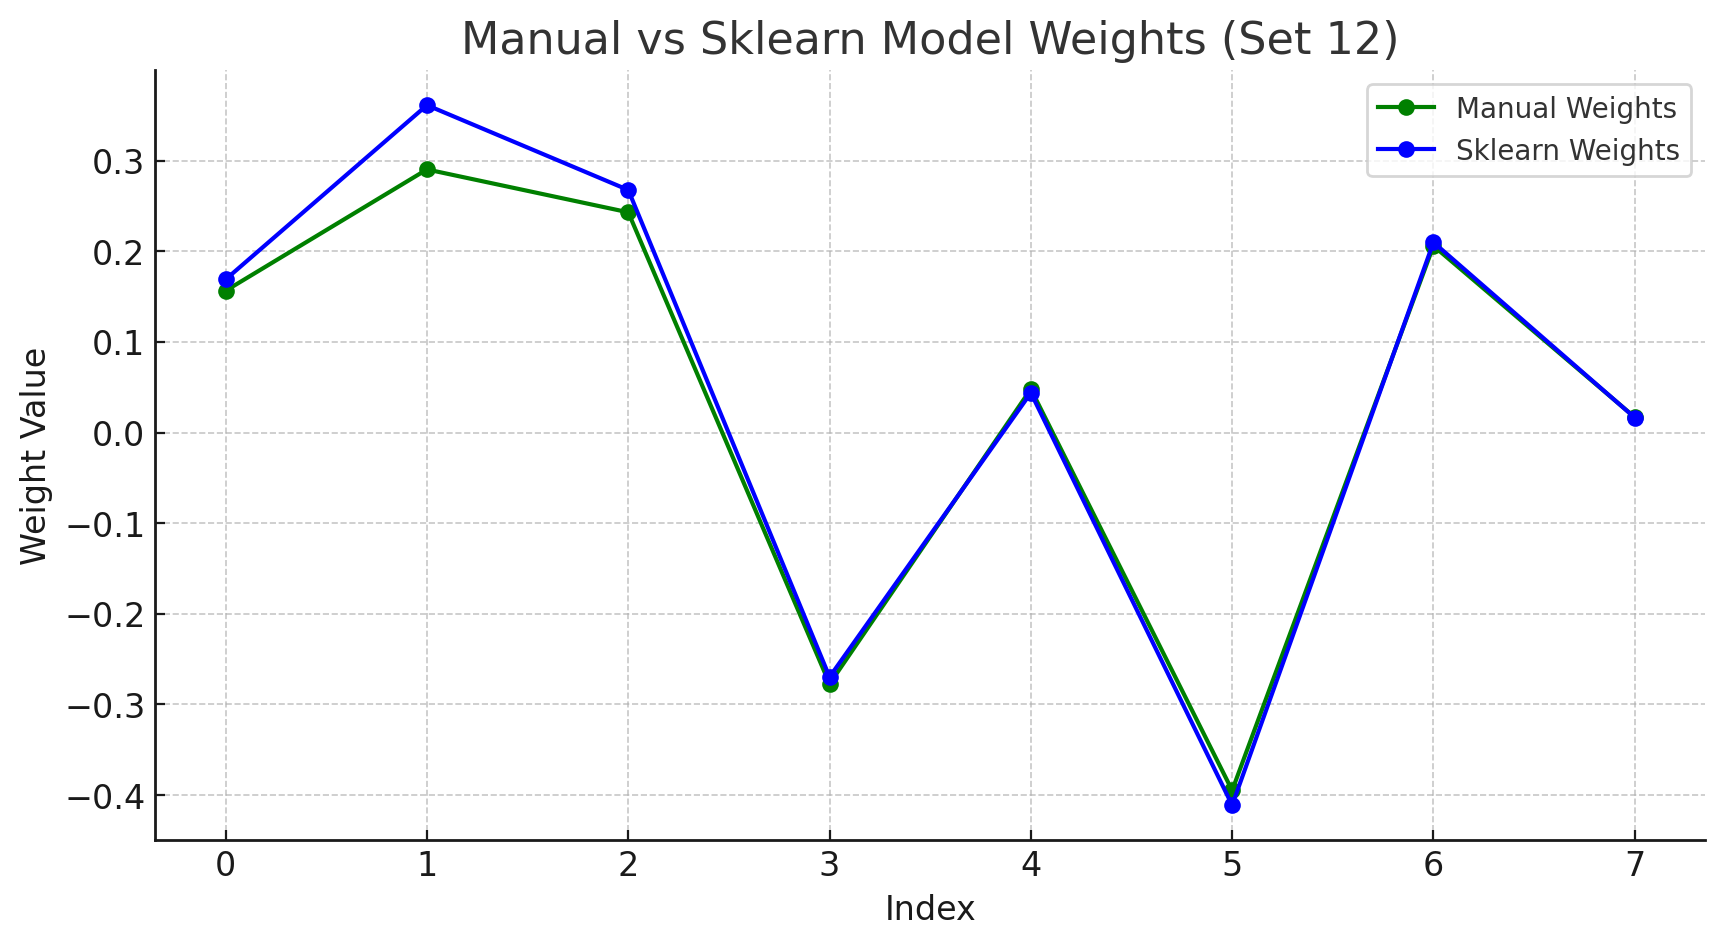 Manual vs Sklearn Model Weights (Set 12)
Manual Weights
Sklearn Weights
Weight Value
0.3
0.2
0.1
0.0
−0.1
−0.2
−0.3
−0.4
0 1 2 3 4 5 6 7
Index